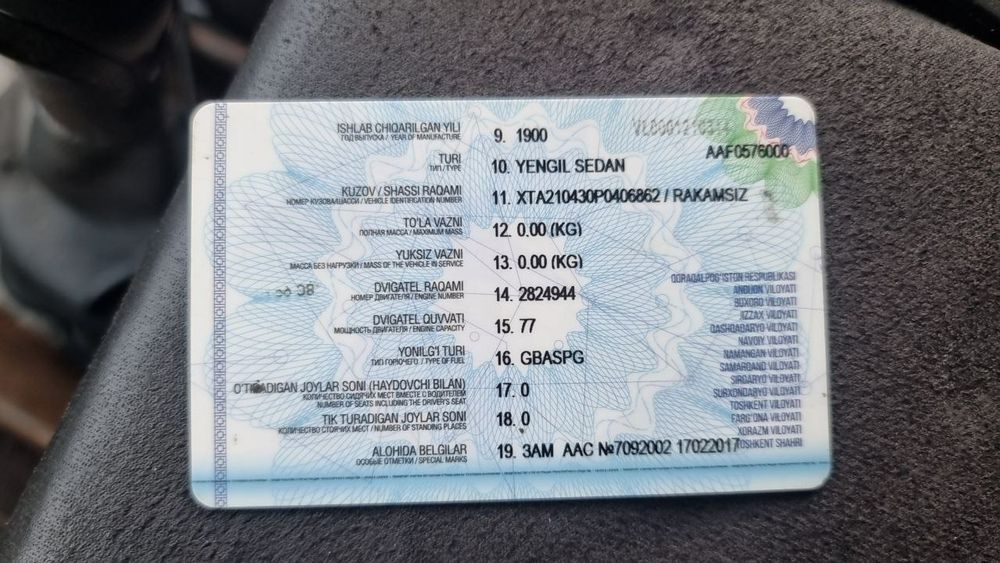 ISHLAB CHIQARILGAN YILI 9. 1900
ГОД ВЫПУСКА / YEAR OF MANUFACTURE
AAF0576000
TURI 10. YENGIL SEDAN
ТИП / TYPE
KUZOV / SHASSI RAQAMI 11. XTA210430P0406862 / RAKAMSIZ
НОМЕР КУЗОВА/ШАССИ / VEHICLE IDENTIFICATION NUMBER
TO'LA VAZNI 12. 0.00 (KG)
ПОЛНАЯ МАССА / MAXIMUM MASS
YUKSIZ VAZNI 13. 0.00 (KG)
МАССА БЕЗ НАГРУЗКИ / MASS OF THE VEHICLE IN SERVICE
DVIGATEL RAQAMI 14. 2824944
НОМЕР ДВИГАТЕЛЯ / ENGINE NUMBER
DVIGATEL QUVVATI 15. 77
МОЩНОСТЬ ДВИГАТЕЛЯ / ENGINE CAPACITY
YONILG'I TURI 16. GBASPG
ТИП ГОРЮЧЕГО / TYPE OF FUEL
O'TIRADIGAN JOYLAR SONI (HAYDOVCHI BILAN) 17. 0
КОЛИЧЕСТВО СИДЯЧИХ МЕСТ ВМЕСТЕ С ВОДИТЕЛЕМ
NUMBER OF SEATS INCLUDING THE DRIVER'S SEAT
TIK TURADIGAN JOYLAR SONI 18. 0
КОЛИЧЕСТВО СТОЯЧИХ МЕСТ / NUMBER OF STANDING PLACES
ALOHIDA BELGILAR 19. ЗАМ AAC №7092002 17022017
ОСОБЫЕ ОТМЕТКИ / SPECIAL MARKS
QORAQALPOG'ISTON RESPUBLIKASI
ANDIJON VILOYATI
BUXORO VILOYATI
JIZZAX VILOYATI
QASHQADARYO VILOYATI
NAVOIY VILOYATI
NAMANGAN VILOYATI
SAMARQAND VILOYATI
SIRDARYO VILOYATI
SURXONDARYO VILOYATI
TOSHKENT VILOYATI
FARG'ONA VILOYATI
XORAZM VILOYATI
TOSHKENT SHAHRI